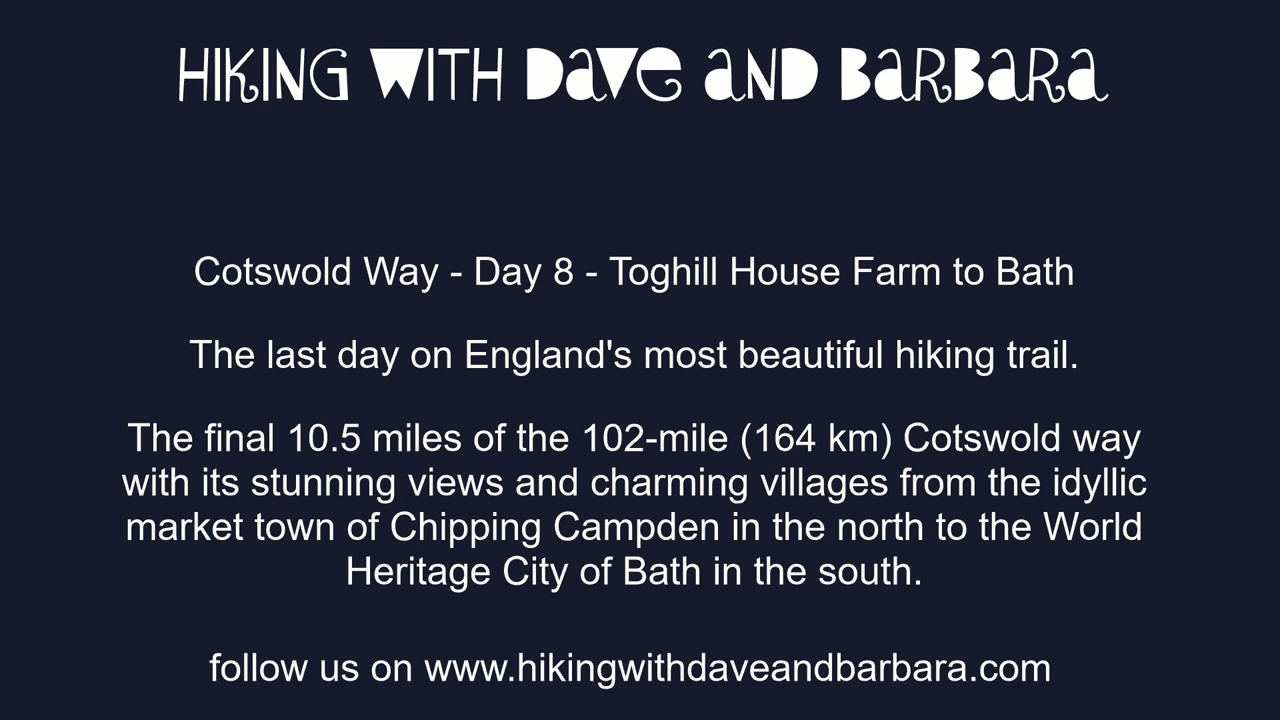 HIKING WITH DAVE AND BARBARA
Cotswold Way - Day 8 - Toghill House Farm to Bath
The last day on England's most beautiful hiking trail.
The final 10.5 miles of the 102-mile (164 km) Cotswold way
with its stunning views and charming villages from the idyllic
market town of Chipping Campden in the north to the World
Heritage City of Bath in the south.
follow us on www.hikingwithdaveandbarbara.com